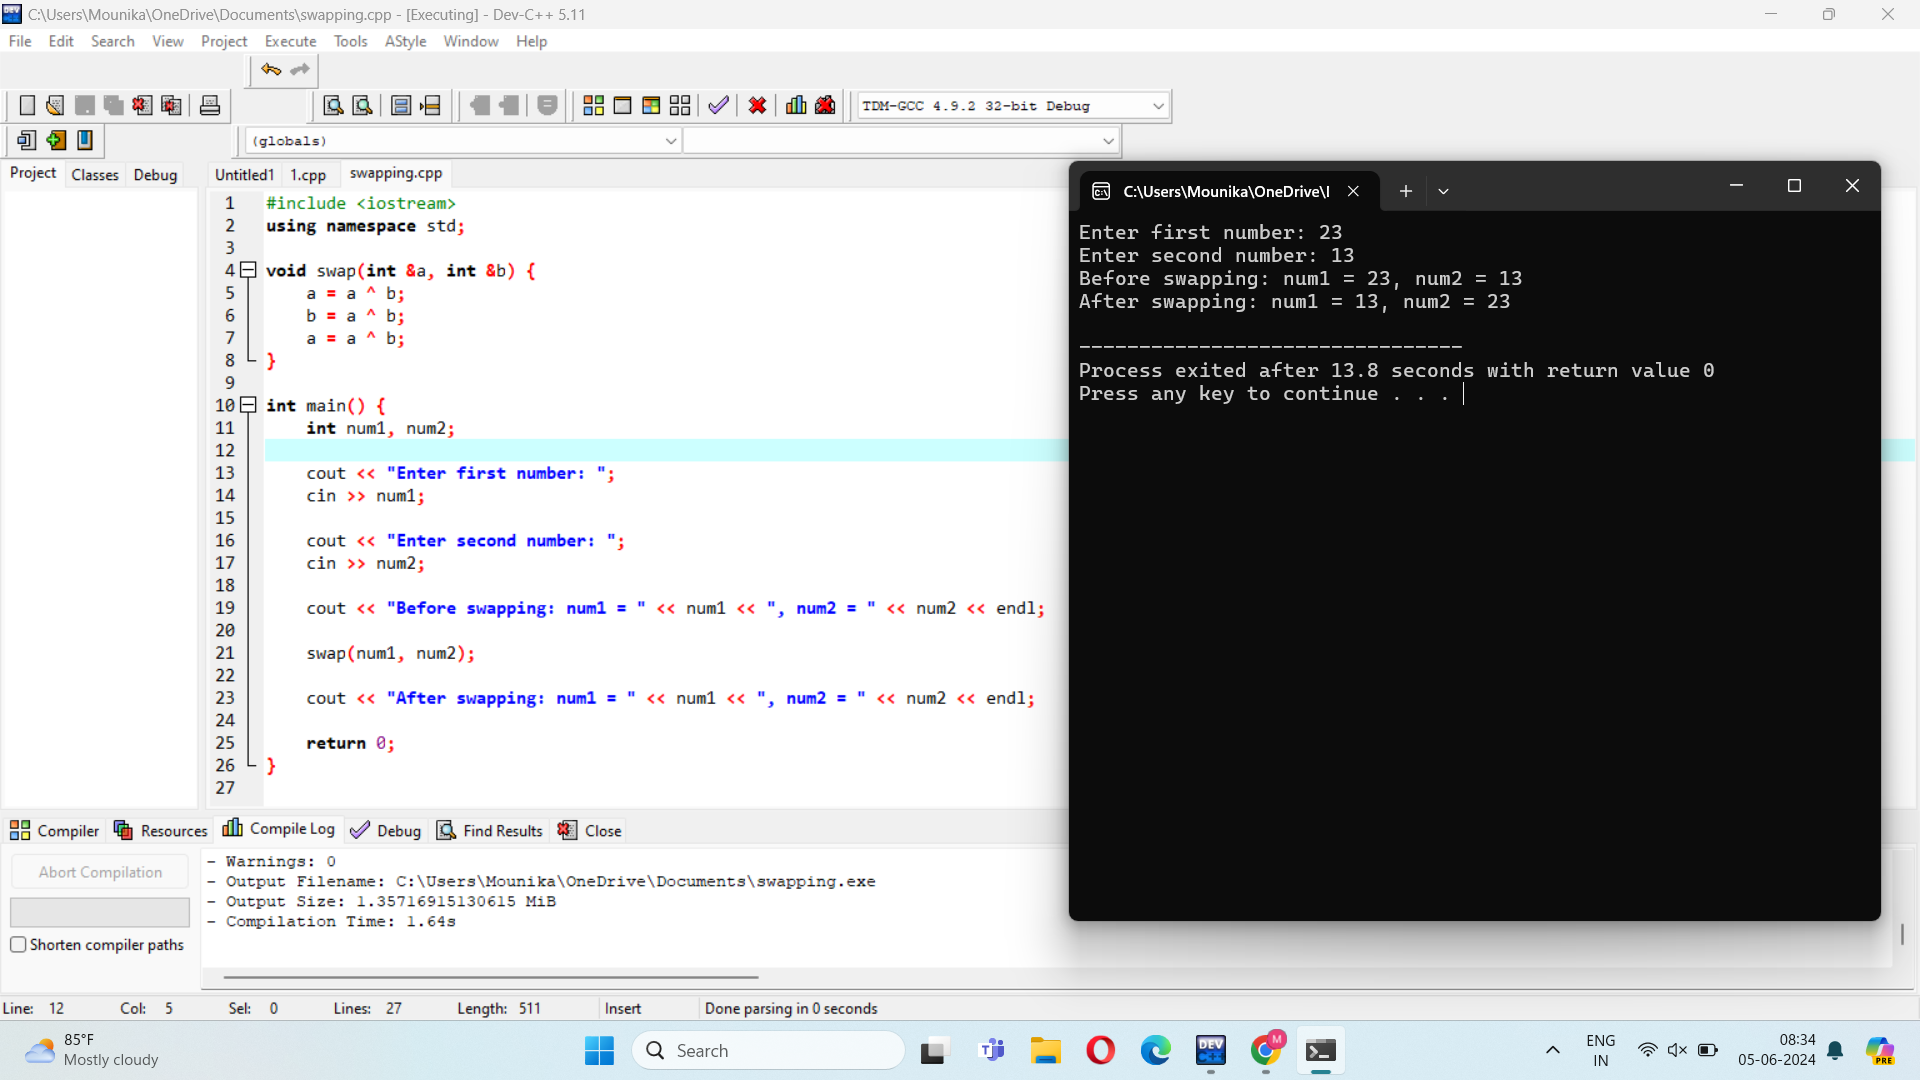 C:\Users\Mounika\OneDrive\Documents\swapping.cpp - [Executing] - Dev-C++ 5.11
File Edit Search View Project Execute Tools AStyle Window Help
TDM-GCC 4.9.2 32-bit Debug
(globals)
Project Classes Debug
Untitled1 1.cpp swapping.cpp
1 #include <iostream>
2 using namespace std;
3
4 void swap(int &a, int &b) {
5 a = a ^ b;
6 b = a ^ b;
7 a = a ^ b;
8 }
9
10 int main() {
11 int num1, num2;
12
13 cout << "Enter first number: ";
14 cin >> num1;
15
16 cout << "Enter second number: ";
17 cin >> num2;
18
19 cout << "Before swapping: num1 = " << num1 << ", num2 = " << num2 << endl;
20
21 swap(num1, num2);
22
23 cout << "After swapping: num1 = " << num1 << ", num2 = " << num2 << endl;
24
25 return 0;
26 }
27
C:\Users\Mounika\OneDrive\
Enter first number: 23
Enter second number: 13
Before swapping: num1 = 23, num2 = 13
After swapping: num1 = 13, num2 = 23
--------------------------------
Process exited after 13.8 seconds with return value 0
Press any key to continue . . .
Compiler Resources Compile Log Debug Find Results Close
Abort Compilation
Shorten compiler paths
- Warnings: 0
- Output Filename: C:\Users\Mounika\OneDrive\Documents\swapping.exe
- Output Size: 1.35716915130615 MiB
- Compilation Time: 1.64s
Line: 12 Col: 5 Sel: 0 Lines: 27 Length: 511 Insert Done parsing in 0 seconds
85°F
Mostly cloudy
Search
DEV
C++
M
ENG
IN
08:34
05-06-2024
PRE